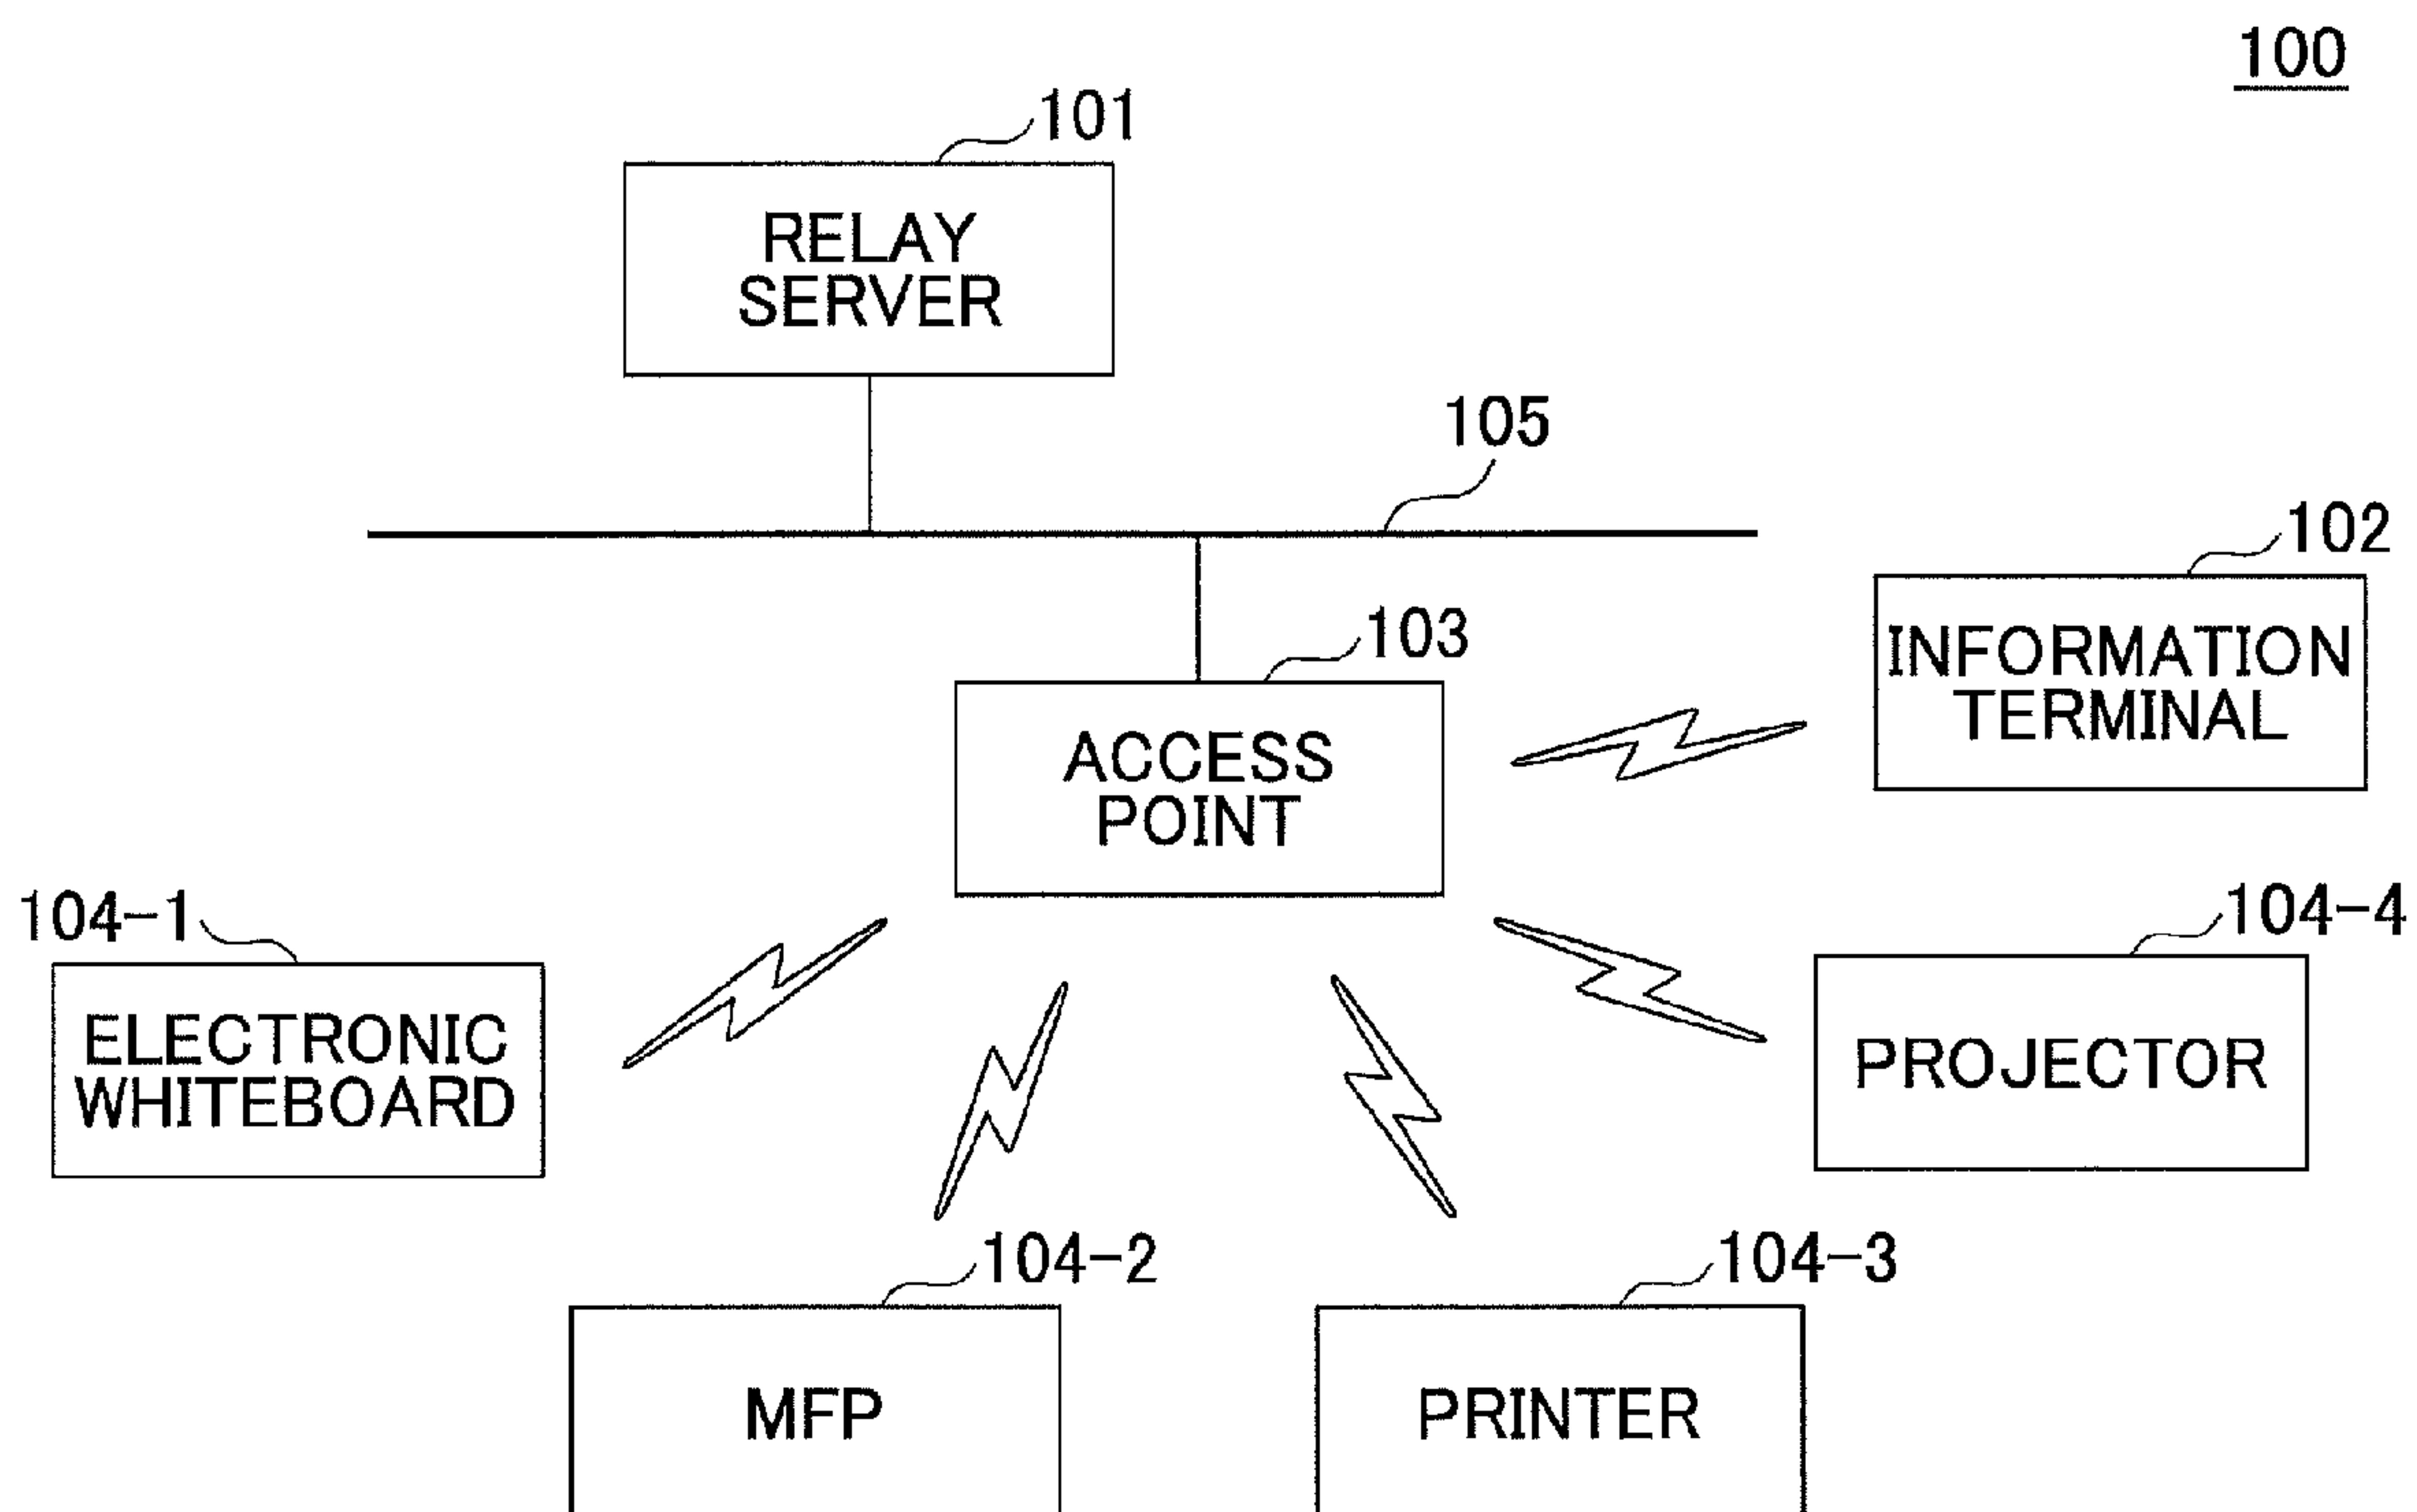 100
101
RELAY
SERVER
105
102
INFORMATION
TERMINAL
103
ACCESS
POINT
104-1
ELECTRONIC
WHITEBOARD
104-4
PROJECTOR
104-2
MFP
104-3
PRINTER